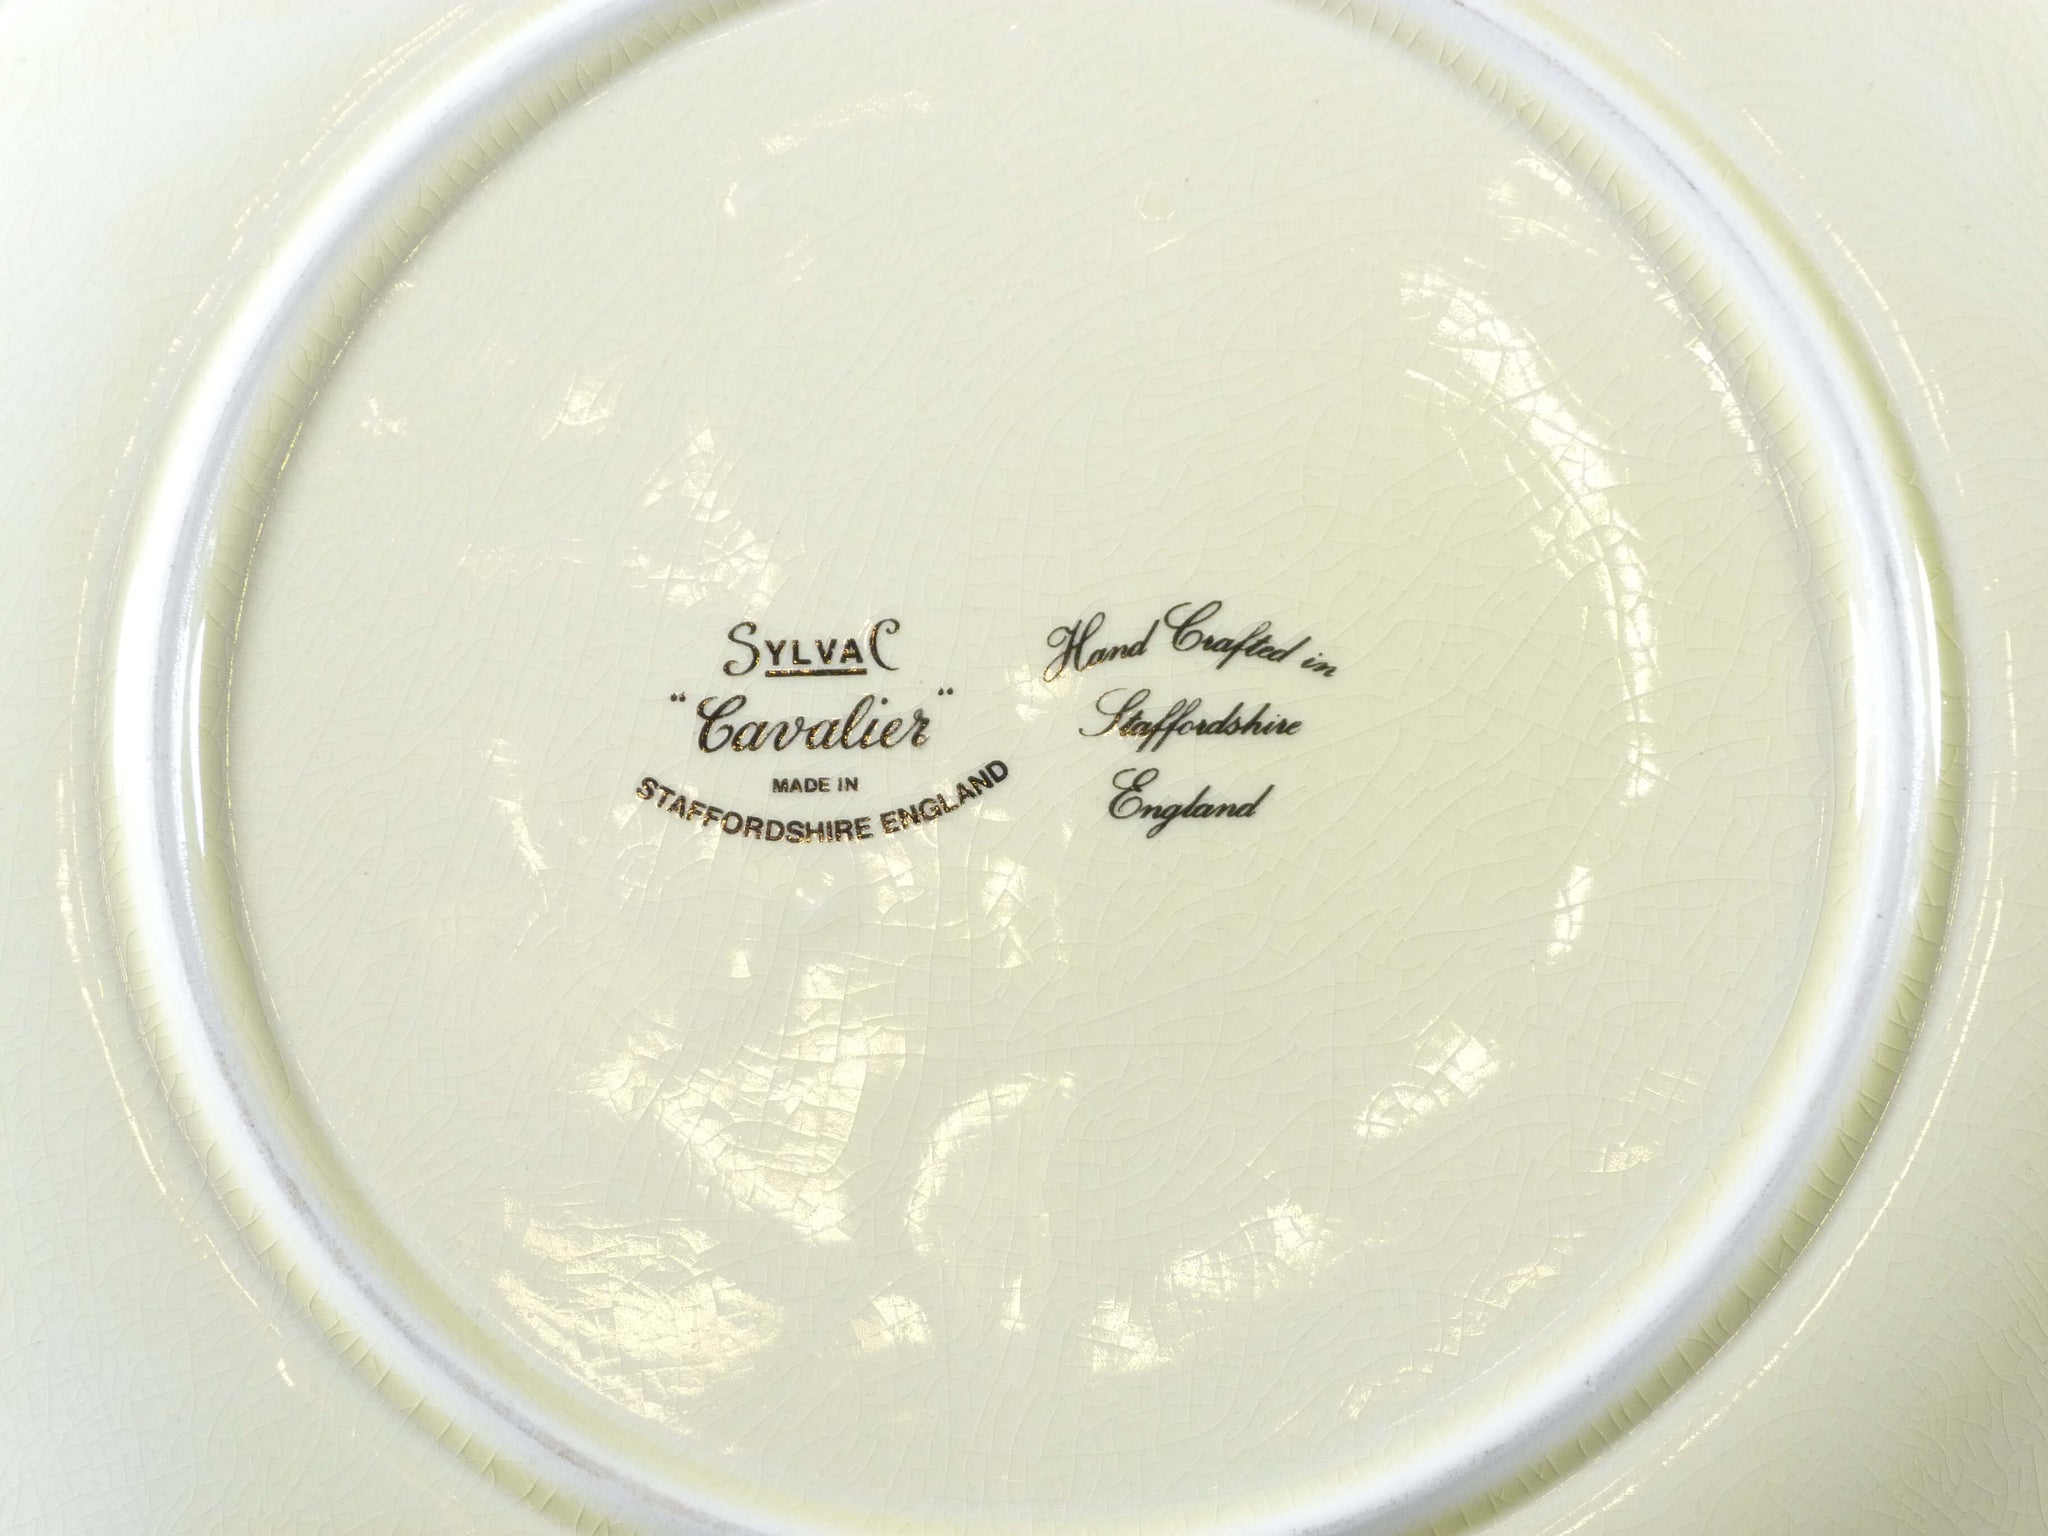 SYLVAC
"Cavalier"
MADE IN
STAFFORDSHIRE ENGLAND
Hand Crafted in
Staffordshire
England